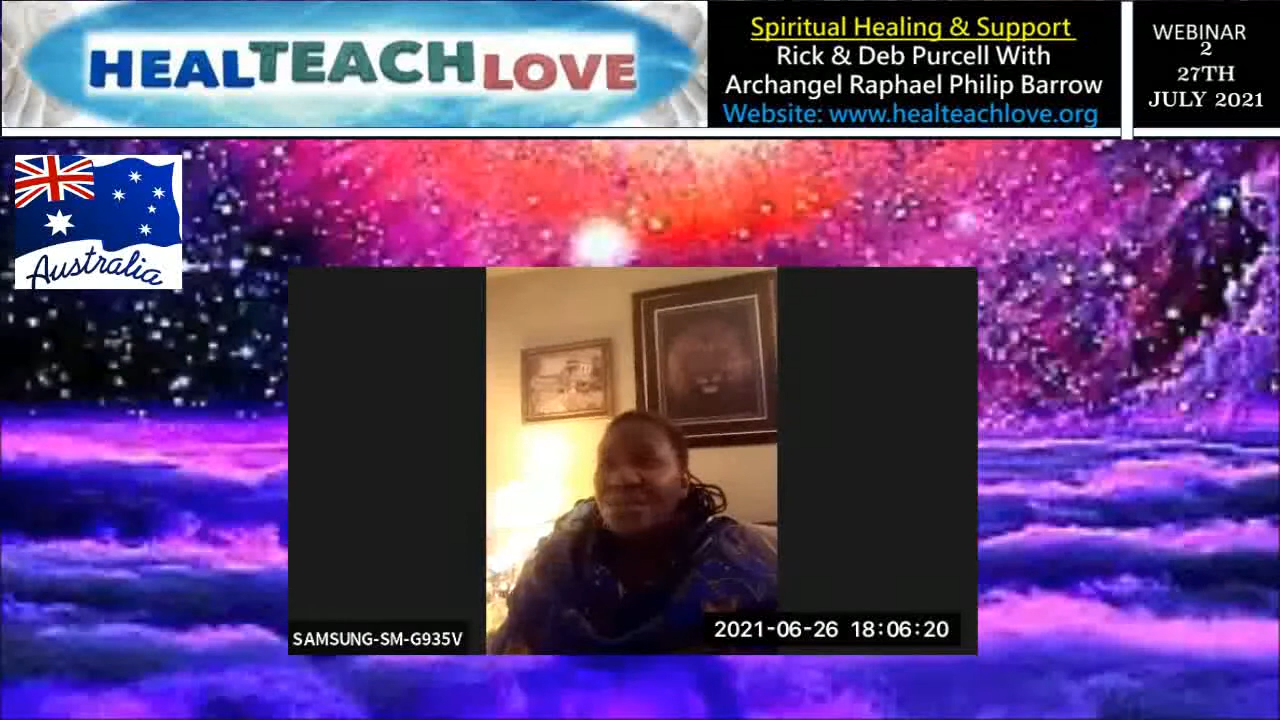 HEALTEACHLOVE
Spiritual Healing & Support
Rick & Deb Purcell With
Archangel Raphael Philip Barrow
Website: www.healteachlove.org
WEBINAR
2
27TH
JULY 2021
Australia
SAMSUNG-SM-G935V
2021-06-26 18:06:20